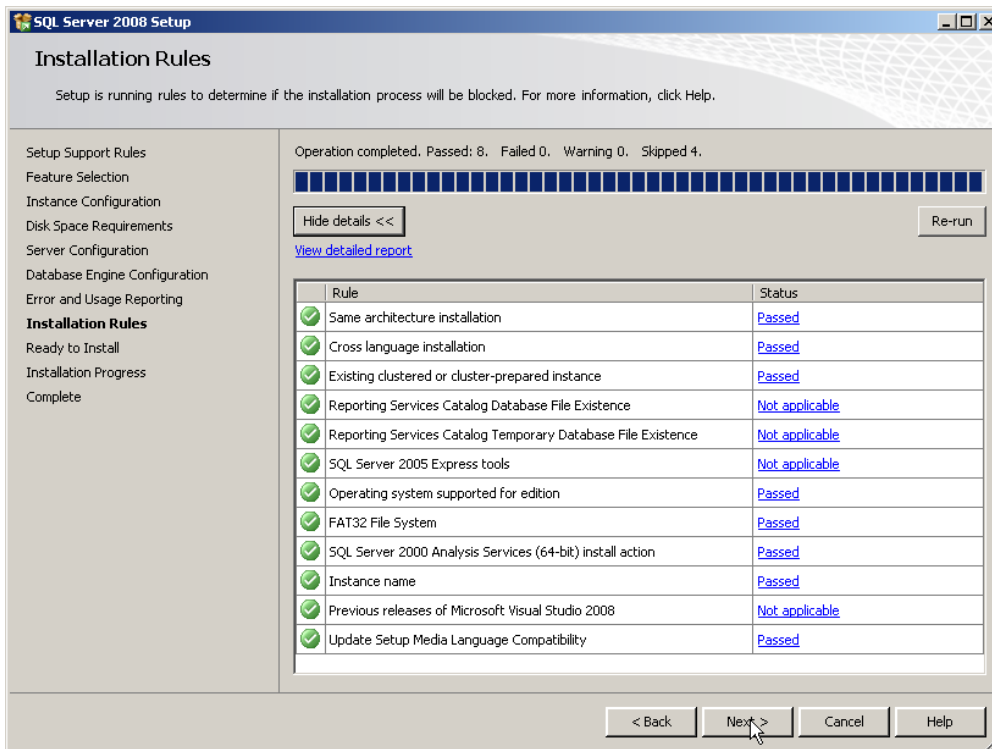 SQL Server 2008 Setup
Installation Rules
Setup is running rules to determine if the installation process will be blocked. For more information, click Help.
Setup Support Rules
Feature Selection
Instance Configuration
Disk Space Requirements
Server Configuration
Database Engine Configuration
Error and Usage Reporting
Installation Rules
Ready to Install
Installation Progress
Complete
Operation completed. Passed: 8. Failed 0. Warning 0. Skipped 4.
Hide details <<
Re-run
View detailed report
Rule Status
Same architecture installation Passed
Cross language installation Passed
Existing clustered or cluster-prepared instance Passed
Reporting Services Catalog Database File Existence Not applicable
Reporting Services Catalog Temporary Database File Existence Not applicable
SQL Server 2005 Express tools Not applicable
Operating system supported for edition Passed
FAT32 File System Passed
SQL Server 2000 Analysis Services (64-bit) install action Passed
Instance name Passed
Previous releases of Microsoft Visual Studio 2008 Not applicable
Update Setup Media Language Compatibility Passed
< Back Next > Cancel Help